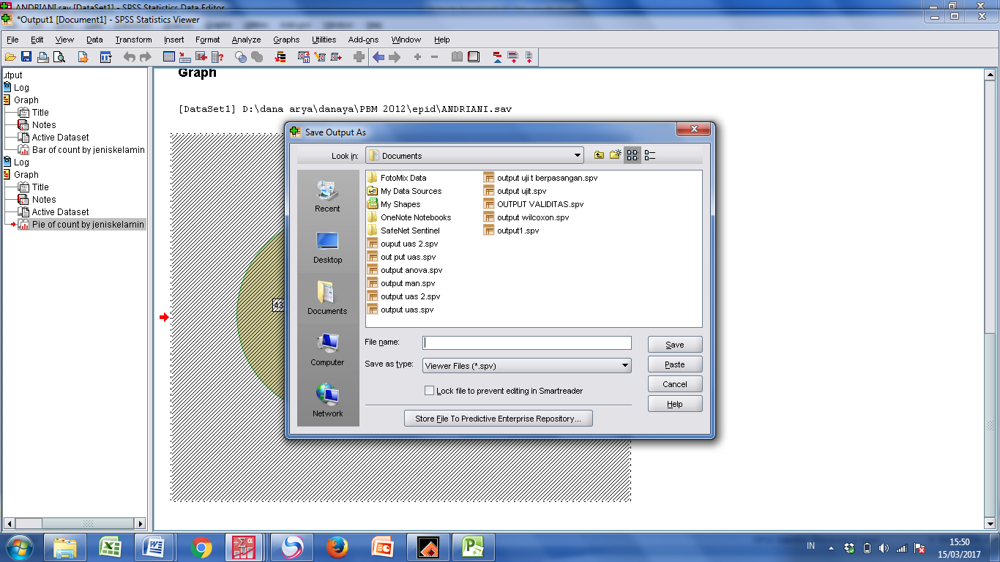 ANDRIANI.sav [DataSet1] - SPSS Statistics Data Editor
*Output1 [Document1] - SPSS Statistics Viewer
File Edit View Data Transform Insert Format Analyze Graphs Utilities Add-ons Window Help
utput
Log
Graph
Title
Notes
Active Dataset
Bar of count by jeniskelamin
Log
Graph
Title
Notes
Active Dataset
Pie of count by jeniskelamin
Graph
[DataSet1] D:\dana arya\danaya\PBM 2012\epid\ANDRIANI.sav
43
Save Output As
Look in: Documents
Recent
Desktop
Documents
Computer
Network
FotoMix Data
My Data Sources
My Shapes
OneNote Notebooks
SafeNet Sentinel
ouput uas 2.spv
out put uas.spv
output anova.spv
output man.spv
output uas 2.spv
output uas.spv
output uji t berpasangan.spv
output ujit.spv
OUTPUT VALIDITAS.spv
output wilcoxon.spv
output1.spv
File name:
Save as type: Viewer Files (*.spv)
Lock file to prevent editing in Smartreader
Store File To Predictive Enterprise Repository...
Save
Paste
Cancel
Help
IN
15:50
15/03/2017